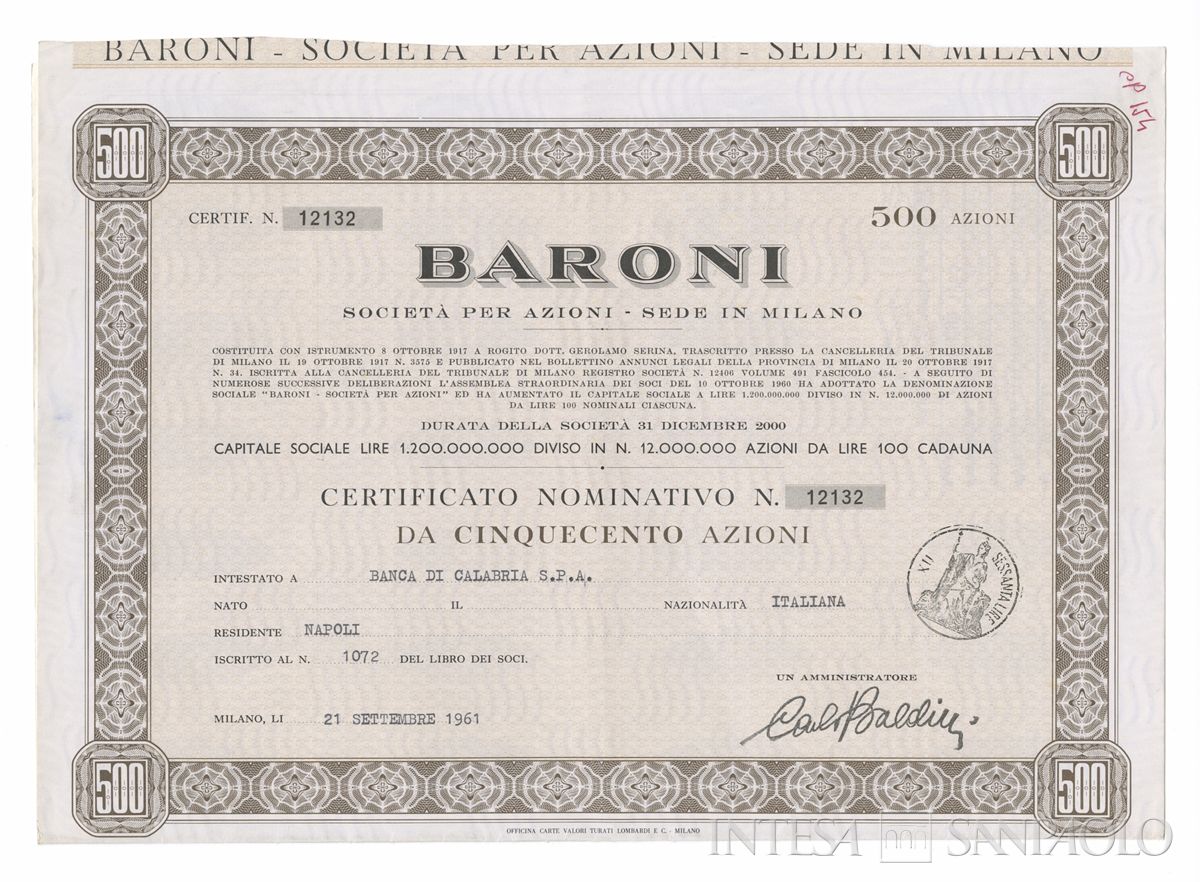 BARONI - SOCIETÀ PER AZIONI - SEDE IN MILANO
pp 154
500
500
CERTIF. N. 12132
500 AZIONI
BARONI
SOCIETÀ PER AZIONI - SEDE IN MILANO
COSTITUITA CON ISTRUMENTO 8 OTTOBRE 1917 A ROGITO DOTT. GEROLAMO SERINA, TRASCRITTO PRESSO LA CANCELLERIA DEL TRIBUNALE
DI MILANO IL 19 OTTOBRE 1917 N. 3575 E PUBBLICATO NEL BOLLETTINO ANNUNCI LEGALI DELLA PROVINCIA DI MILANO IL 20 OTTOBRE 1917
N. 34. ISCRITTA ALLA CANCELLERIA DEL TRIBUNALE DI MILANO REGISTRO SOCIETÀ N. 12406 VOLUME 491 FASCICOLO 454. - A SEGUITO DI
NUMEROSE SUCCESSIVE DELIBERAZIONI L'ASSEMBLEA STRAORDINARIA DEI SOCI DEL 10 OTTOBRE 1960 HA ADOTTATO LA DENOMINAZIONE
SOCIALE "BARONI - SOCIETÀ PER AZIONI" ED HA AUMENTATO IL CAPITALE SOCIALE A LIRE 1.200.000.000 DIVISO IN N. 12.000.000 DI AZIONI
DA LIRE 100 NOMINALI CIASCUNA.
DURATA DELLA SOCIETÀ 31 DICEMBRE 2000
CAPITALE SOCIALE LIRE 1.200.000.000 DIVISO IN N. 12.000.000 AZIONI DA LIRE 100 CADAUNA
CERTIFICATO NOMINATIVO N. 12132
DA CINQUECENTO AZIONI
INTESTATO A BANCA DI CALABRIA S.P.A.
NATO IL NAZIONALITÀ ITALIANA
RESIDENTE NAPOLI
ISCRITTO AL N. 1072 DEL LIBRO DEI SOCI.
XII SESSANTA LIRE
UN AMMINISTRATORE
MILANO, LI 21 SETTEMBRE 1961
Carlo Baldini
500
500
OFFICINA CARTE VALORI TURATI LOMBARDI E C. - MILANO
INTESA SANPAOLO